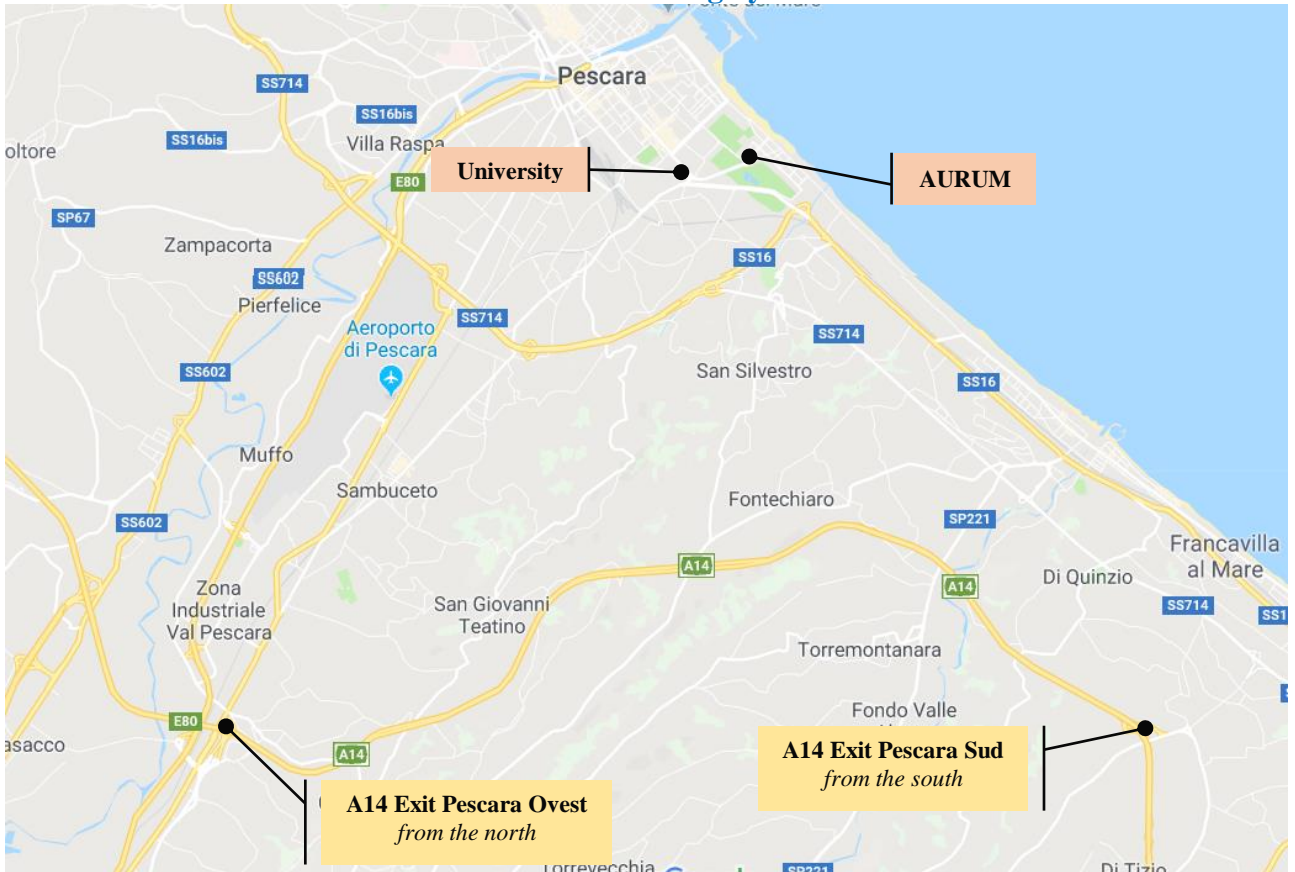 Pescara
SS714
SS16bis
SS16bis
Villa Raspa
oltore
University
AURUM
E80
SP67
Zampacorta
SS16
SS602
Pierfelice
Aeroporto
di Pescara
SS714
SS714
San Silvestro
SS602
SS16
Muffo
Sambuceto
Fontechiaro
SS602
SP221
Francavilla
al Mare
A14
Di Quinzio
A14
Zona
Industriale
Val Pescara
San Giovanni
Teatino
SS714
SS1
Torremontanara
Fondo Valle
E80
asacco
A14
A14 Exit Pescara Sud
from the south
A14 Exit Pescara Ovest
from the north
Torrevecchia
SP221
Di Tizio